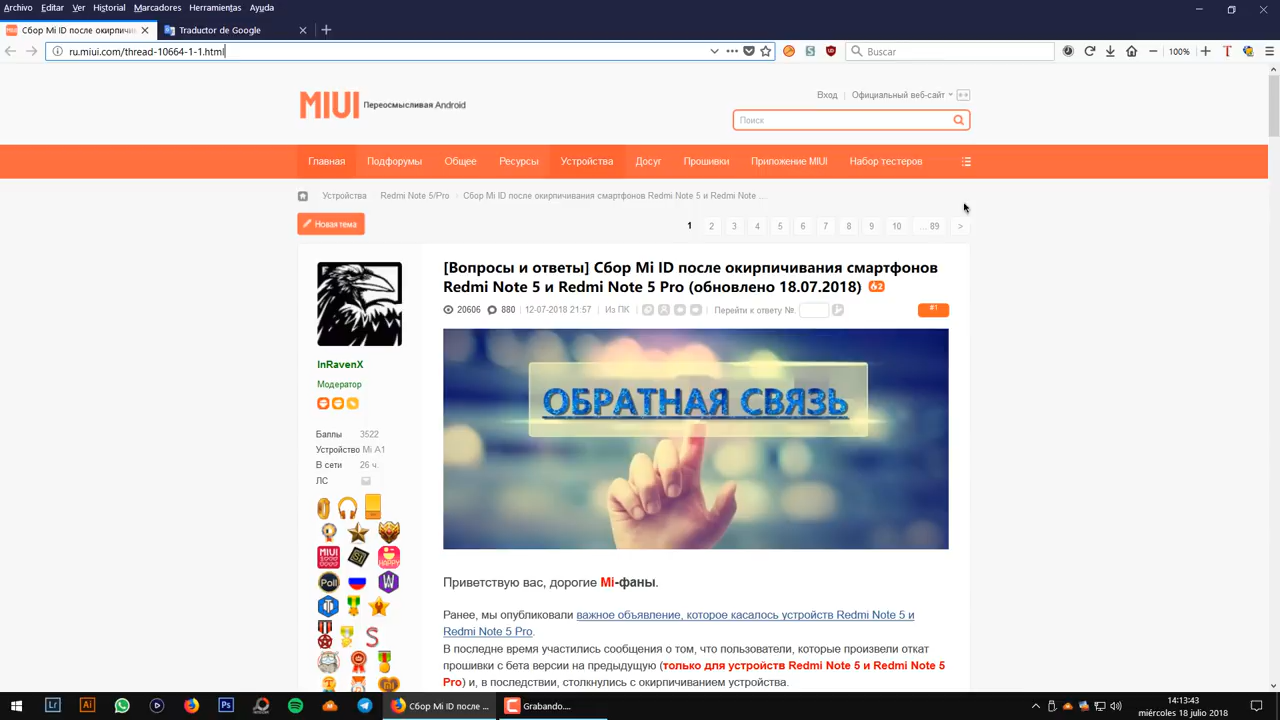 Archivo Editar Ver Historial Marcadores Herramientas Ayuda
Сбор Mi ID после окирпичи
Traductor de Google
ru.miui.com/thread-10664-1-1.html
Buscar
100%
MIUI Переосмысливая Android
Вход | Официальный веб-сайт
Поиск
Главная Подфорумы Общее Ресурсы Устройства Досуг Прошивки Приложение MIUI Набор тестеров
Устройства Redmi Note 5/Pro Сбор Mi ID после окирпичивания смартфонов Redmi Note 5 и Redmi Note ...
Новая тема
1 2 3 4 5 6 7 8 9 10 ... 89 >
[Вопросы и ответы] Сбор Mi ID после окирпичивания смартфонов
Redmi Note 5 и Redmi Note 5 Pro (обновлено 18.07.2018) 2
20606 880 | 12-07-2018 21:57 | Из ПК | Перейти к ответу №: #1
ОБРАТНАЯ СВЯЗЬ
InRavenX
Модератор
Баллы 3522
Устройство Mi A1
В сети 26 ч.
ЛС
MIUI
HAPPY
Poll
Приветствую вас, дорогие Mi-фаны.
Ранее, мы опубликовали важное объявление, которое касалось устройств Redmi Note 5 и
Redmi Note 5 Pro.
В последнее время участились сообщения о том, что пользователи, которые произвели откат
прошивки с бета версии на предыдущую (только для устройств Redmi Note 5 и Redmi Note 5
Pro) и, в последствии, столкнулись с окирпичиванием устройства.
Lr Ai Ps
Сбор Mi ID после ...
Grabando....
14:13:43
miércoles 18 julio 2018